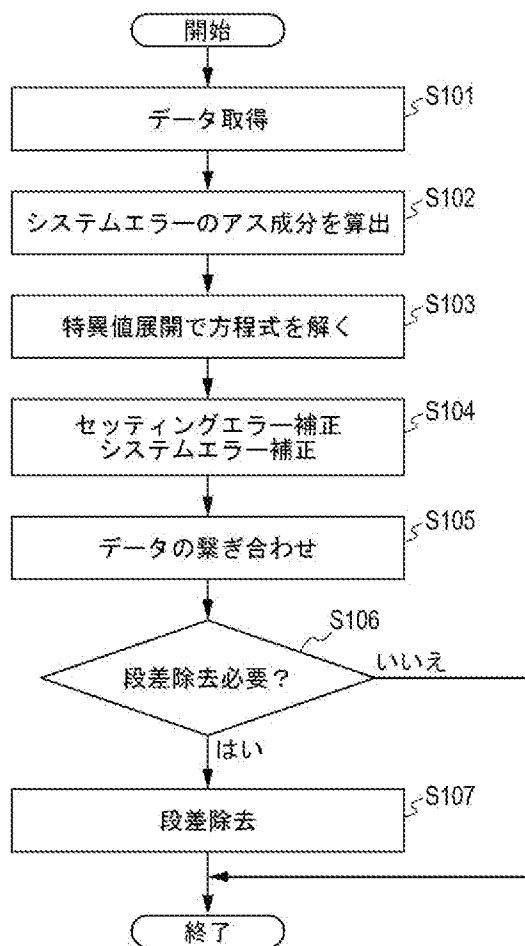 開始
データ取得
S101
システムエラーのアス成分を算出
S102
特異値展開で方程式を解く
S103
セッティングエラー補正
システムエラー補正
S104
データの繋ぎ合わせ
S105
S106
段差除去必要？
いいえ
はい
段差除去
S107
終了